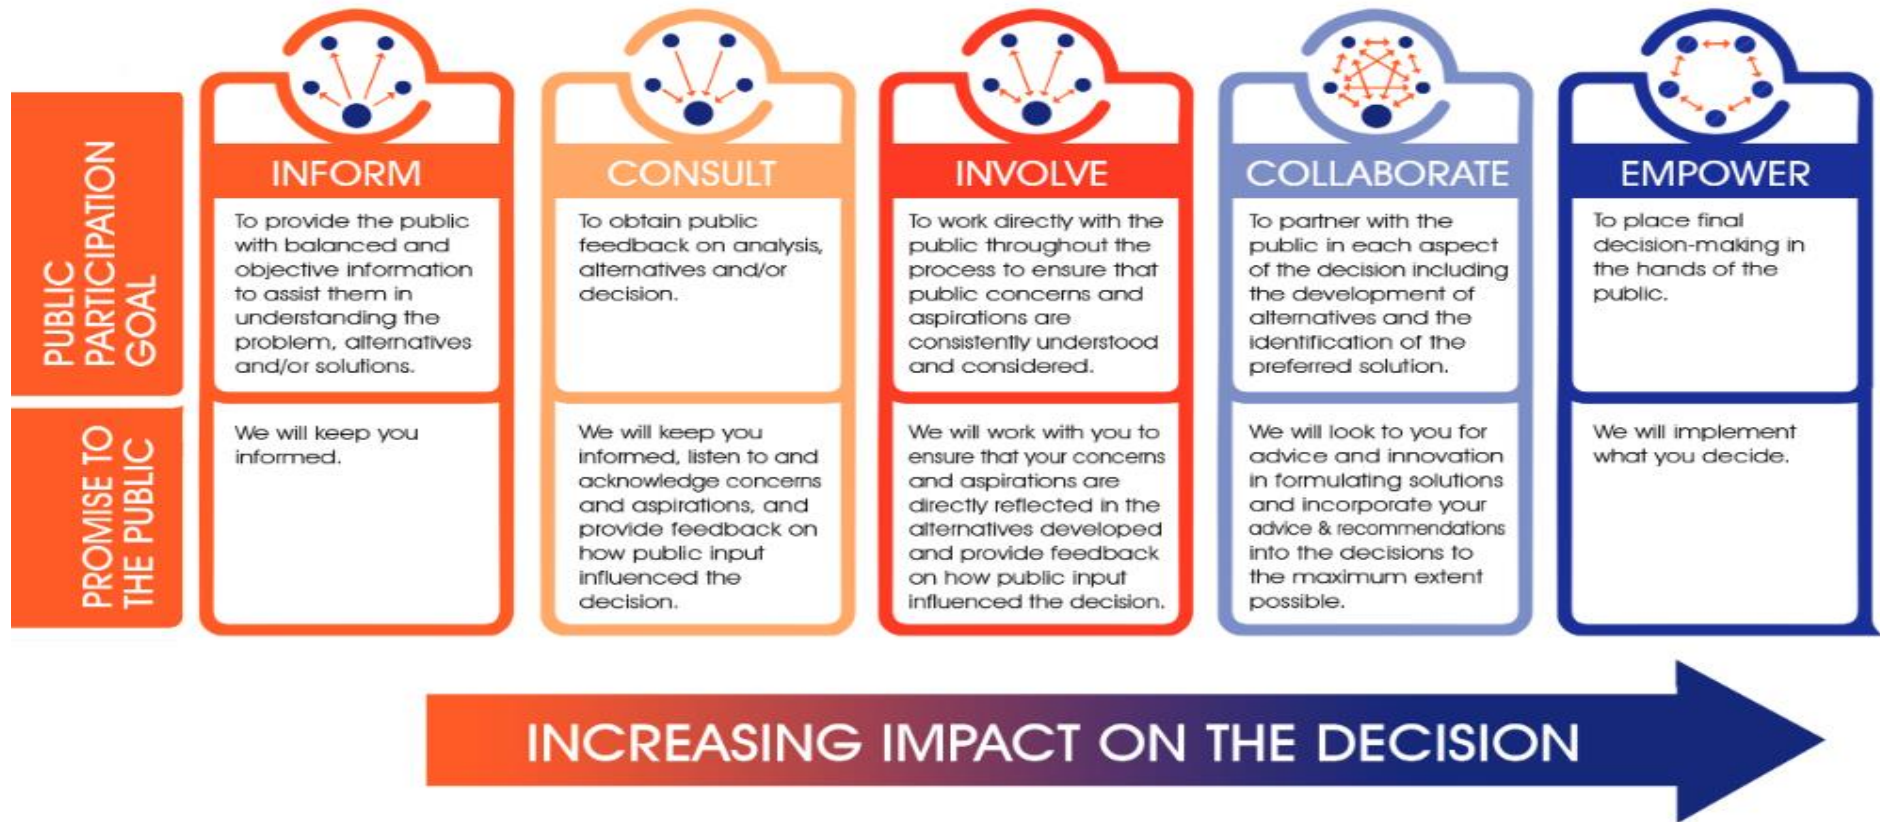 PUBLIC
PARTICIPATION
GOAL
INFORM
To provide the public
with balanced and
objective information
to assist them in
understanding the
problem, alternatives
and/or solutions.
CONSULT
To obtain public
feedback on analysis,
alternatives and/or
decision.
INVOLVE
To work directly with the
public throughout the
process to ensure that
public concerns and
aspirations are
consistently understood
and considered.
COLLABORATE
To partner with the
public in each aspect
of the decision including
the development of
alternatives and the
identification of the
preferred solution.
EMPOWER
To place final
decision-making in
the hands of the
public.
PROMISE TO
THE PUBLIC
We will keep you
informed.
We will keep you
informed, listen to and
acknowledge concerns
and aspirations, and
provide feedback on
how public input
influenced the
decision.
We will work with you to
ensure that your concerns
and aspirations are
directly reflected in the
alternatives developed
and provide feedback
on how public input
influenced the decision.
We will look to you for
advice and innovation
in formulating solutions
and incorporate your
advice & recommendations
into the decisions to
the maximum extent
possible.
We will implement
what you decide.
INCREASING IMPACT ON THE DECISION